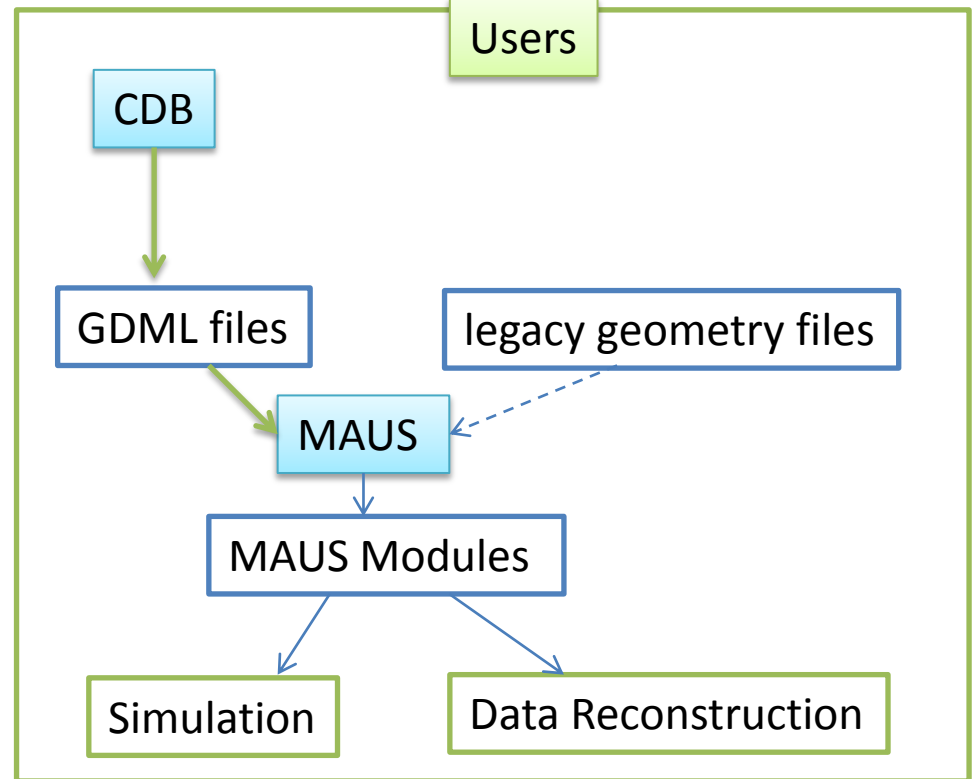 Users
CDB
GDML files
legacy geometry files
MAUS
MAUS Modules
Simulation
Data Reconstruction